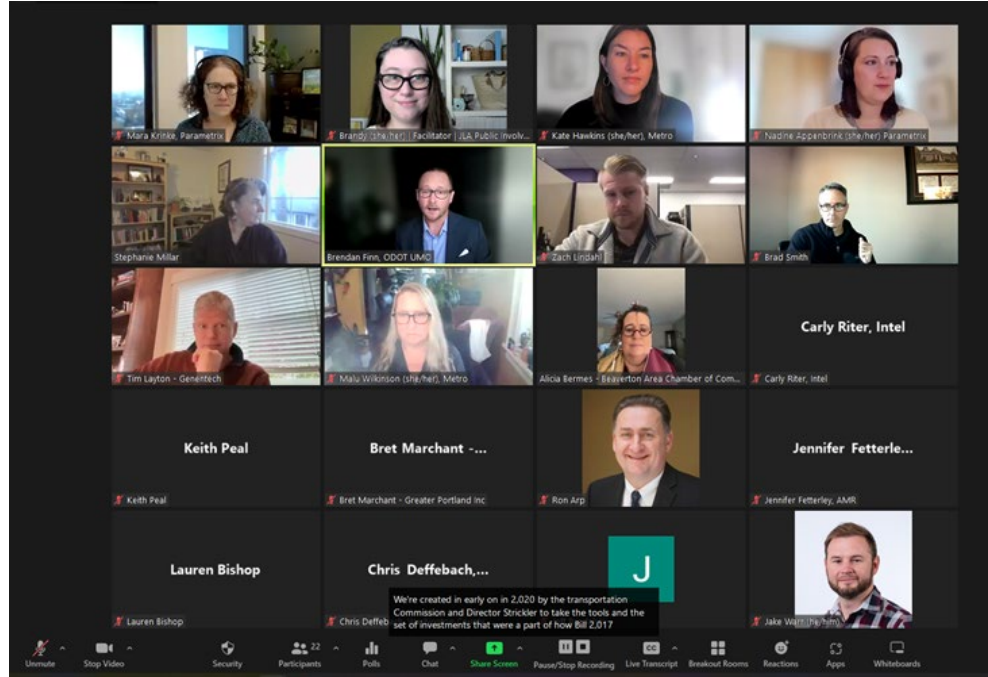 Mara Krinke, Parametrix
Brandy (she/her) | Facilitator | JLA Public Involv...
Kate Hawkins (she/her), Metro
Nadine Appenbrink (she/her) Parametrix
Stephanie Millar
Brendan Finn, ODOT UMO
Zach Lindahl
Brad Smith
Tim Layton - Genentech
Malu Wilkinson (she/her), Metro
Alicia Bermes - Beaverton Area Chamber of Com...
Carly Riter, Intel
Carly Riter, Intel
Keith Peal
Keith Peal
Bret Marchant -...
Bret Marchant - Greater Portland Inc
Ron Arp
Jennifer Fetterle...
Jennifer Fetterley, AMR
Lauren Bishop
Lauren Bishop
Chris Deffebach,...
Chris Deffeb
J
Jake Warr (he/him)
We're created in early on in 2,020 by the transportation
Commission and Director Strickler to take the tools and the
set of investments that were a part of how Bill 2,017
Unmute
Stop Video
Security
22
Participants
Polls
Chat
Share Screen
Pause/Stop Recording
CC
Live Transcript
Breakout Rooms
Reactions
Apps
Whiteboards